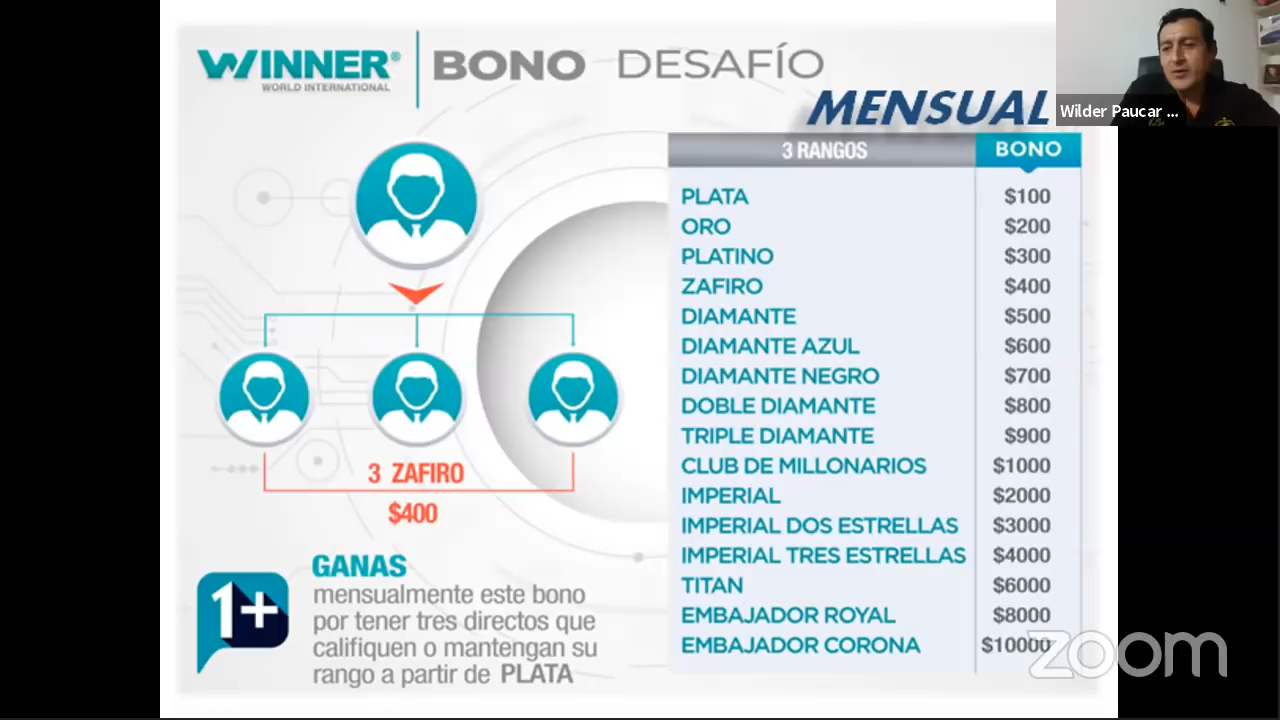 WINNER®
WORLD INTERNATIONAL
BONO DESAFÍO
MENSUAL
Wilder Paucar ...
3 RANGOS BONO
PLATA $100
ORO $200
PLATINO $300
ZAFIRO $400
DIAMANTE $500
DIAMANTE AZUL $600
DIAMANTE NEGRO $700
DOBLE DIAMANTE $800
TRIPLE DIAMANTE $900
CLUB DE MILLONARIOS $1000
IMPERIAL $2000
IMPERIAL DOS ESTRELLAS $3000
IMPERIAL TRES ESTRELLAS $4000
TITAN $6000
EMBAJADOR ROYAL $8000
EMBAJADOR CORONA $10000
3 ZAFIRO
$400
1+
GANAS
mensualmente este bono
por tener tres directos que
califiquen o mantengan su
rango a partir de PLATA
zoom